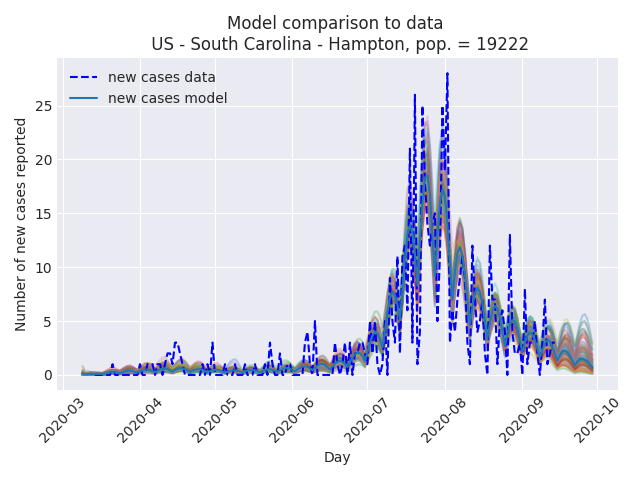 Model comparison to data
US - South Carolina - Hampton, pop. = 19222
new cases data
new cases model
Number of new cases reported
25
20
15
10
5
0
2020-03
2020-04
2020-05
2020-06
2020-07
2020-08
2020-09
2020-10
Day